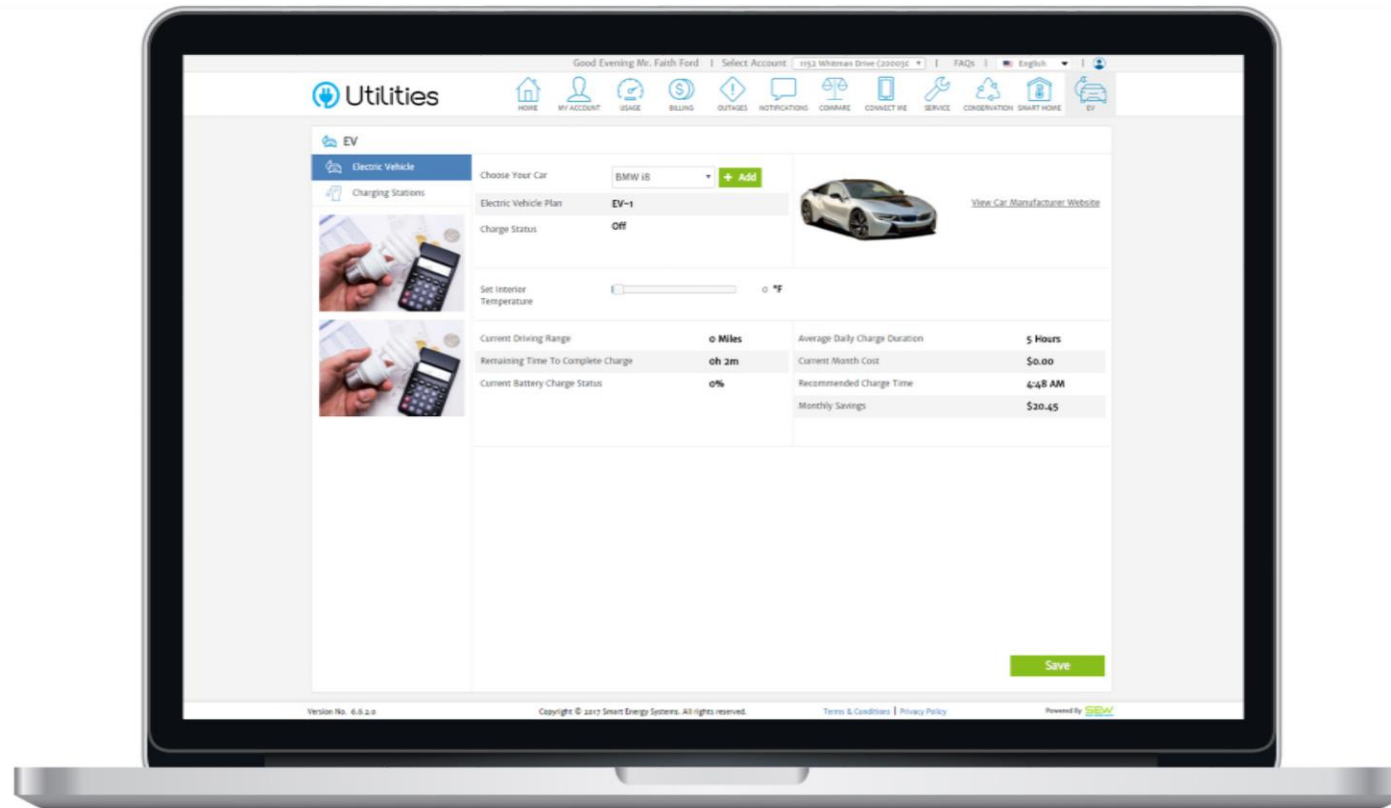 Good Evening Mr. Faith Ford | Select Account 1152 Whitman Drive | FAQs | English
Utilities
HOME MY ACCOUNT USAGE BILLING OUTAGES NOTIFICATIONS COMPARE CONNECT ME SERVICE CONSERVATION SMART HOME EV
EV
Electric Vehicle
Charging Stations
Choose Your Car BMW i8 + Add
Electric Vehicle Plan EV-1
Charge Status Off
View Car Manufacturer Website
Set Interior
Temperature
0 °F
Current Driving Range 0 Miles
Remaining Time To Complete Charge 0h 2m
Current Battery Charge Status 0%
Average Daily Charge Duration 5 Hours
Current Month Cost $0.00
Recommended Charge Time 4:48 AM
Monthly Savings $20.45
Save
Version No. 6.6.2.0 Copyright © 2017 Smart Energy Systems. All rights reserved. Terms & Conditions | Privacy Policy Powered By SEW